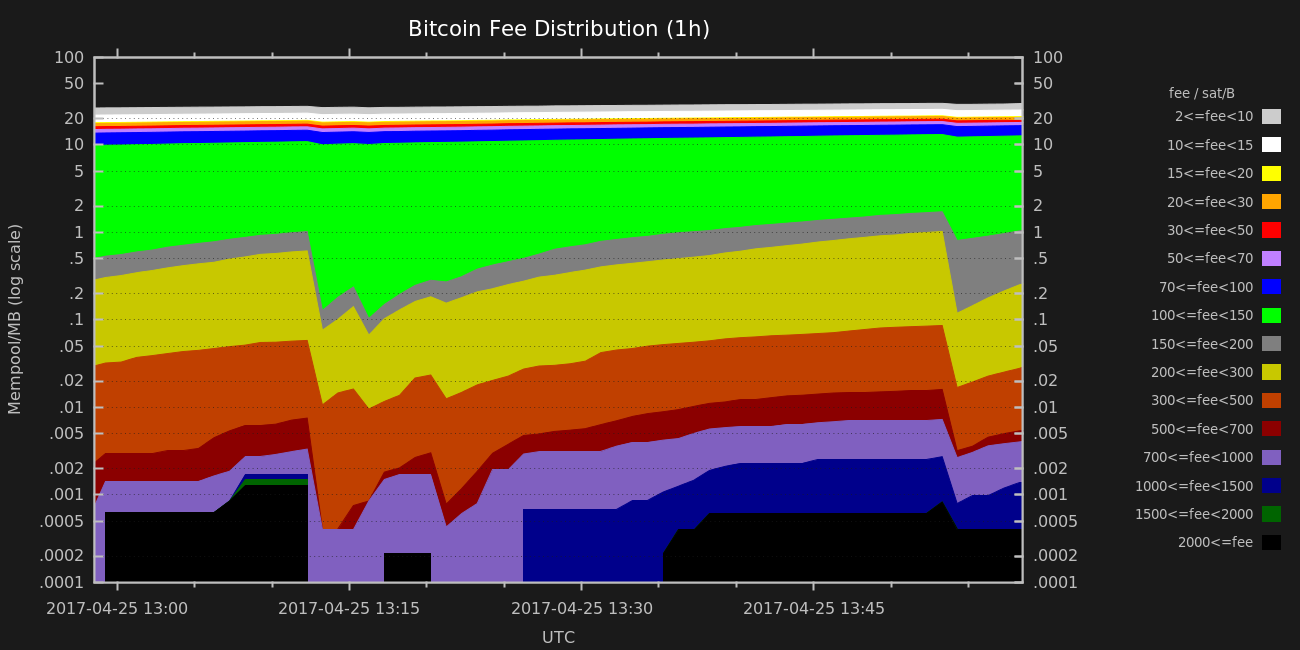 Bitcoin Fee Distribution (1h)
100 100
50 50
20 20
10 10
5 5
2 2
1 1
.5 .5
.2 .2
.1 .1
.05 .05
.02 .02
.01 .01
.005 .005
.002 .002
.001 .001
.0005 .0005
.0002 .0002
.0001 .0001
Mempool/MB (log scale)
2017-04-25 13:00 2017-04-25 13:15 2017-04-25 13:30 2017-04-25 13:45
UTC
fee / sat/B
2<=fee<10
10<=fee<15
15<=fee<20
20<=fee<30
30<=fee<50
50<=fee<70
70<=fee<100
100<=fee<150
150<=fee<200
200<=fee<300
300<=fee<500
500<=fee<700
700<=fee<1000
1000<=fee<1500
1500<=fee<2000
2000<=fee